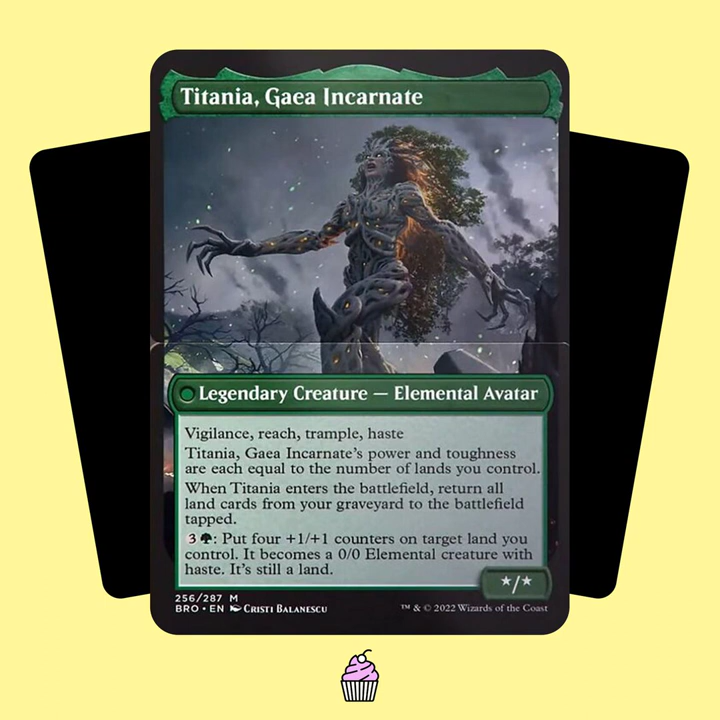 Titania, Gaea Incarnate
Legendary Creature — Elemental Avatar
Vigilance, reach, trample, haste
Titania, Gaea Incarnate's power and toughness
are each equal to the number of lands you control.
When Titania enters the battlefield, return all
land cards from your graveyard to the battlefield
tapped.
3: Put four +1/+1 counters on target land you
control. It becomes a 0/0 Elemental creature with
haste. It's still a land.
*/*
256/287 M
BRO • EN CRISTI BALANESCU
™ & © 2022 Wizards of the Coast